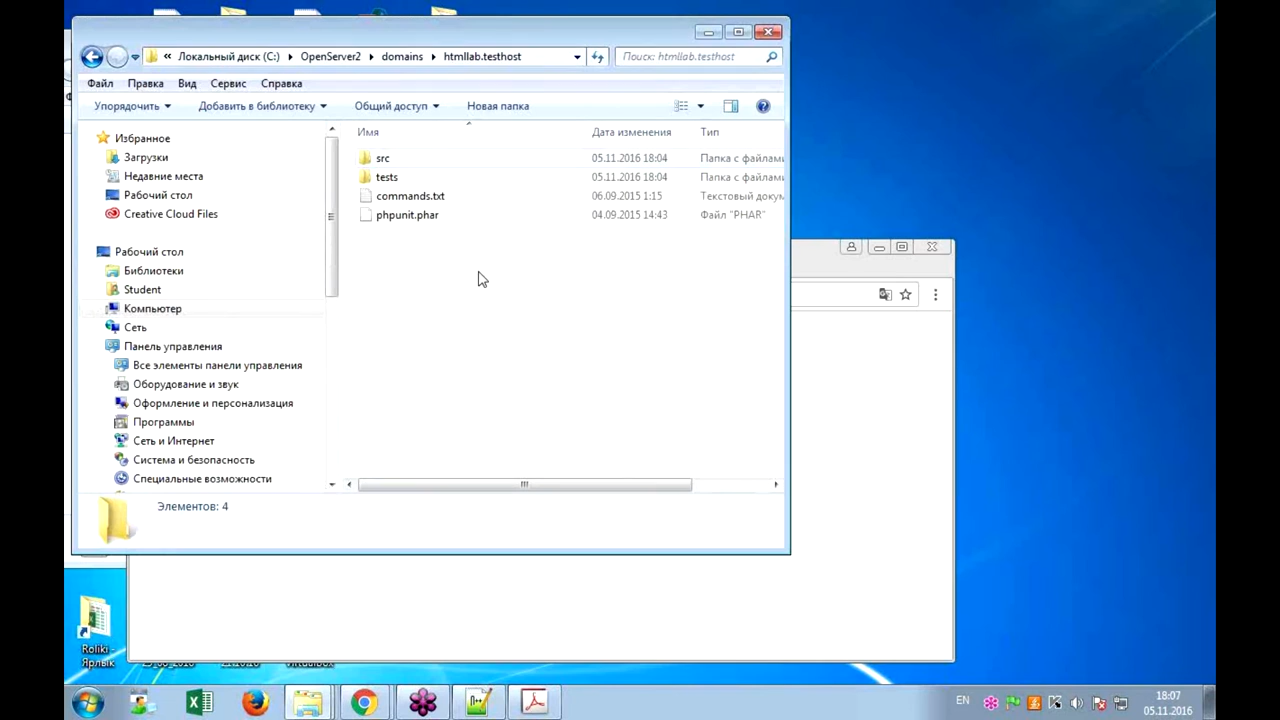 « Локальный диск (C:) OpenServer2 domains htmllab.testhost
Поиск: htmllab.testhost
Файл Правка Вид Сервис Справка
Упорядочить Добавить в библиотеку Общий доступ Новая папка
Избранное
Загрузки
Недавние места
Рабочий стол
Creative Cloud Files
Рабочий стол
Библиотеки
Student
Компьютер
Сеть
Панель управления
Все элементы панели управления
Оборудование и звук
Оформление и персонализация
Программы
Сеть и Интернет
Система и безопасность
Специальные возможности
Имя Дата изменения Тип
src 05.11.2016 18:04 Папка с файлами
tests 05.11.2016 18:04 Папка с файлами
commands.txt 06.09.2015 1:15 Текстовый докум
phpunit.phar 04.09.2015 14:43 Файл "PHAR"
Элементов: 4
Roliki -
Ярлык
EN
18:07
05.11.2016